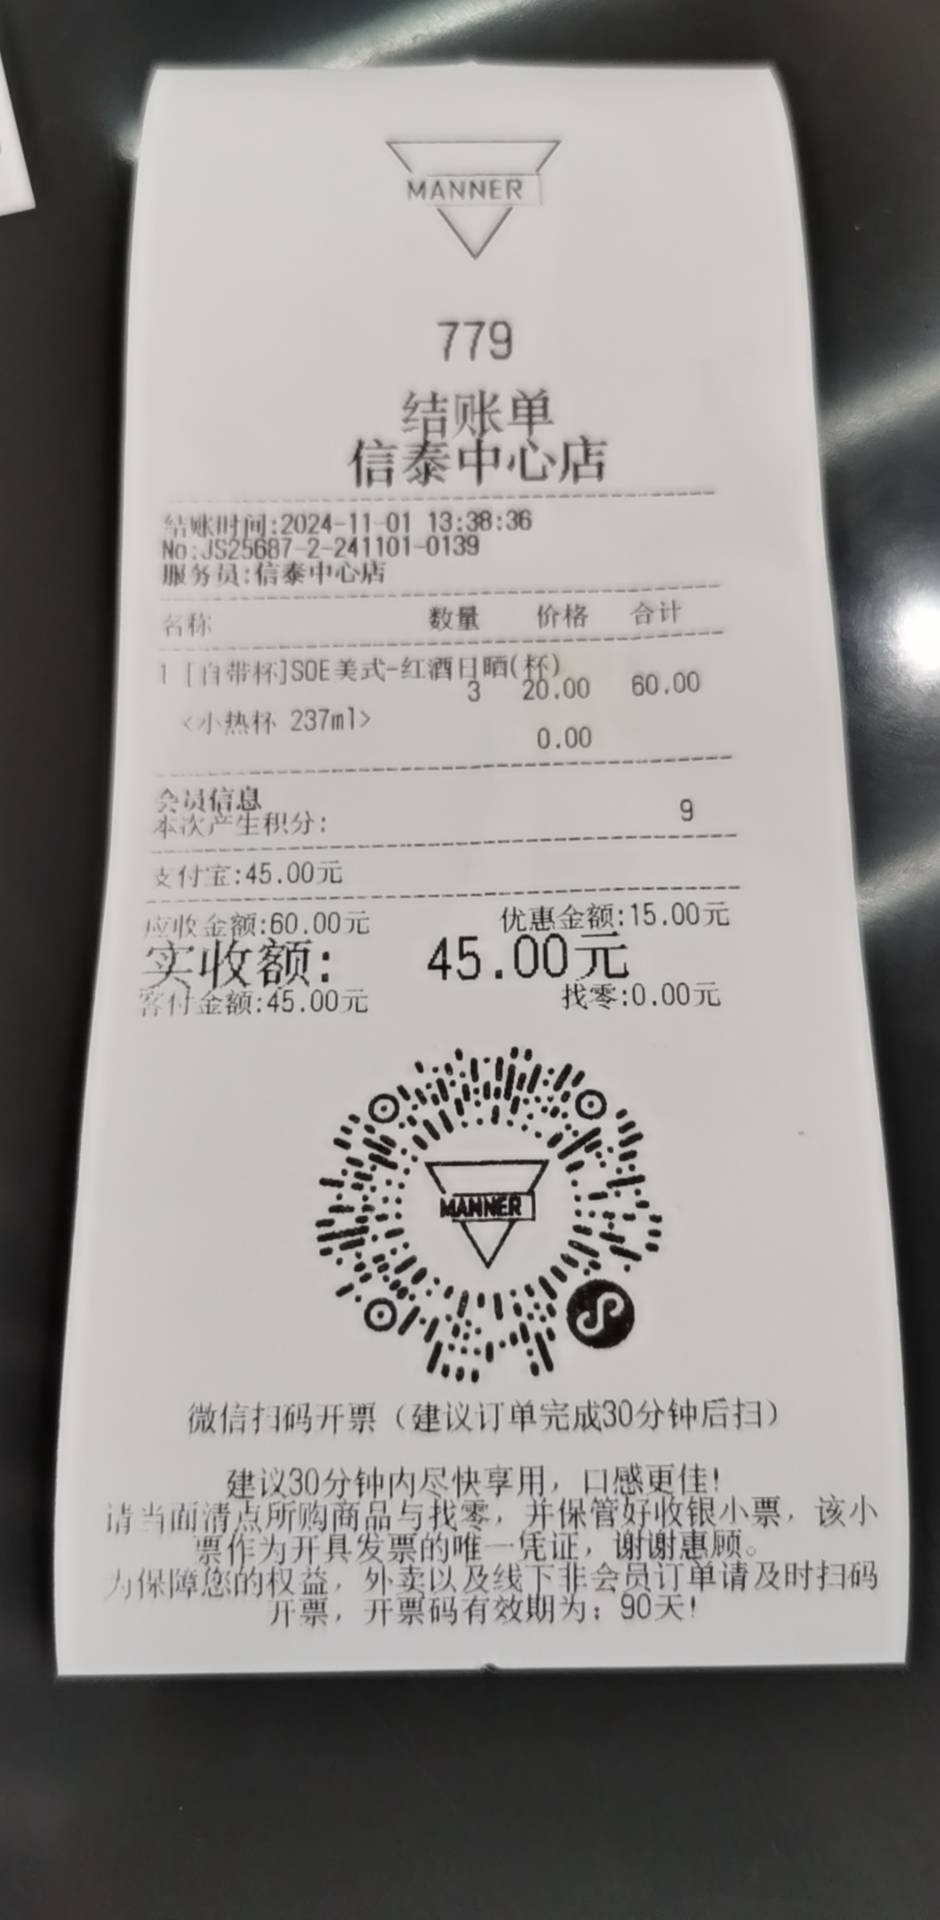 MANNER
779
结账单
信泰中心店
结账时间:2024-11-01 13:38:36
No:JS25687-2-241101-0139
服务员:信泰中心店
名称 数量 价格 合计
1 [自带杯]SOE美式-红酒日晒(杯)
3 20.00 60.00
<小热杯 237ml>
0.00
会员信息
本次产生积分: 9
支付宝:45.00元
应收金额:60.00元 优惠金额:15.00元
实收额: 45.00元
客付金额:45.00元 找零:0.00元
MANNER
微信扫码开票（建议订单完成30分钟后扫）
建议30分钟内尽快享用，口感更佳!
请当面清点所购商品与找零，并保管好收银小票，该小
票作为开具发票的唯一凭证，谢谢惠顾。
为保障您的权益，外卖以及线下非会员订单请及时扫码
开票，开票码有效期为：90天!